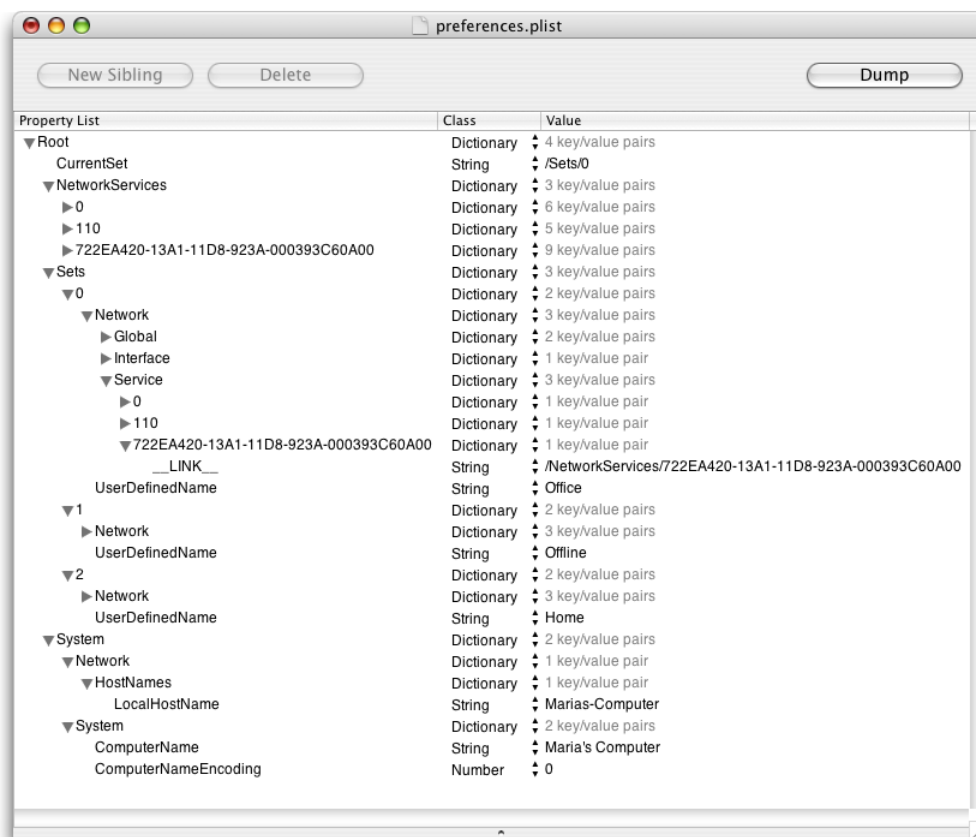 preferences.plist
New Sibling Delete Dump
Property List Class Value
Root Dictionary 4 key/value pairs
CurrentSet String /Sets/0
NetworkServices Dictionary 3 key/value pairs
0 Dictionary 6 key/value pairs
110 Dictionary 5 key/value pairs
722EA420-13A1-11D8-923A-000393C60A00 Dictionary 9 key/value pairs
Sets Dictionary 3 key/value pairs
0 Dictionary 2 key/value pairs
Network Dictionary 3 key/value pairs
Global Dictionary 2 key/value pairs
Interface Dictionary 1 key/value pair
Service Dictionary 3 key/value pairs
0 Dictionary 1 key/value pair
110 Dictionary 1 key/value pair
722EA420-13A1-11D8-923A-000393C60A00 Dictionary 1 key/value pair
__LINK__ String /NetworkServices/722EA420-13A1-11D8-923A-000393C60A00
UserDefinedName String Office
1 Dictionary 2 key/value pairs
Network Dictionary 3 key/value pairs
UserDefinedName String Offline
2 Dictionary 2 key/value pairs
Network Dictionary 3 key/value pairs
UserDefinedName String Home
System Dictionary 2 key/value pairs
Network Dictionary 1 key/value pair
HostNames Dictionary 1 key/value pair
LocalHostName String Marias-Computer
System Dictionary 2 key/value pairs
ComputerName String Maria's Computer
ComputerNameEncoding Number 0